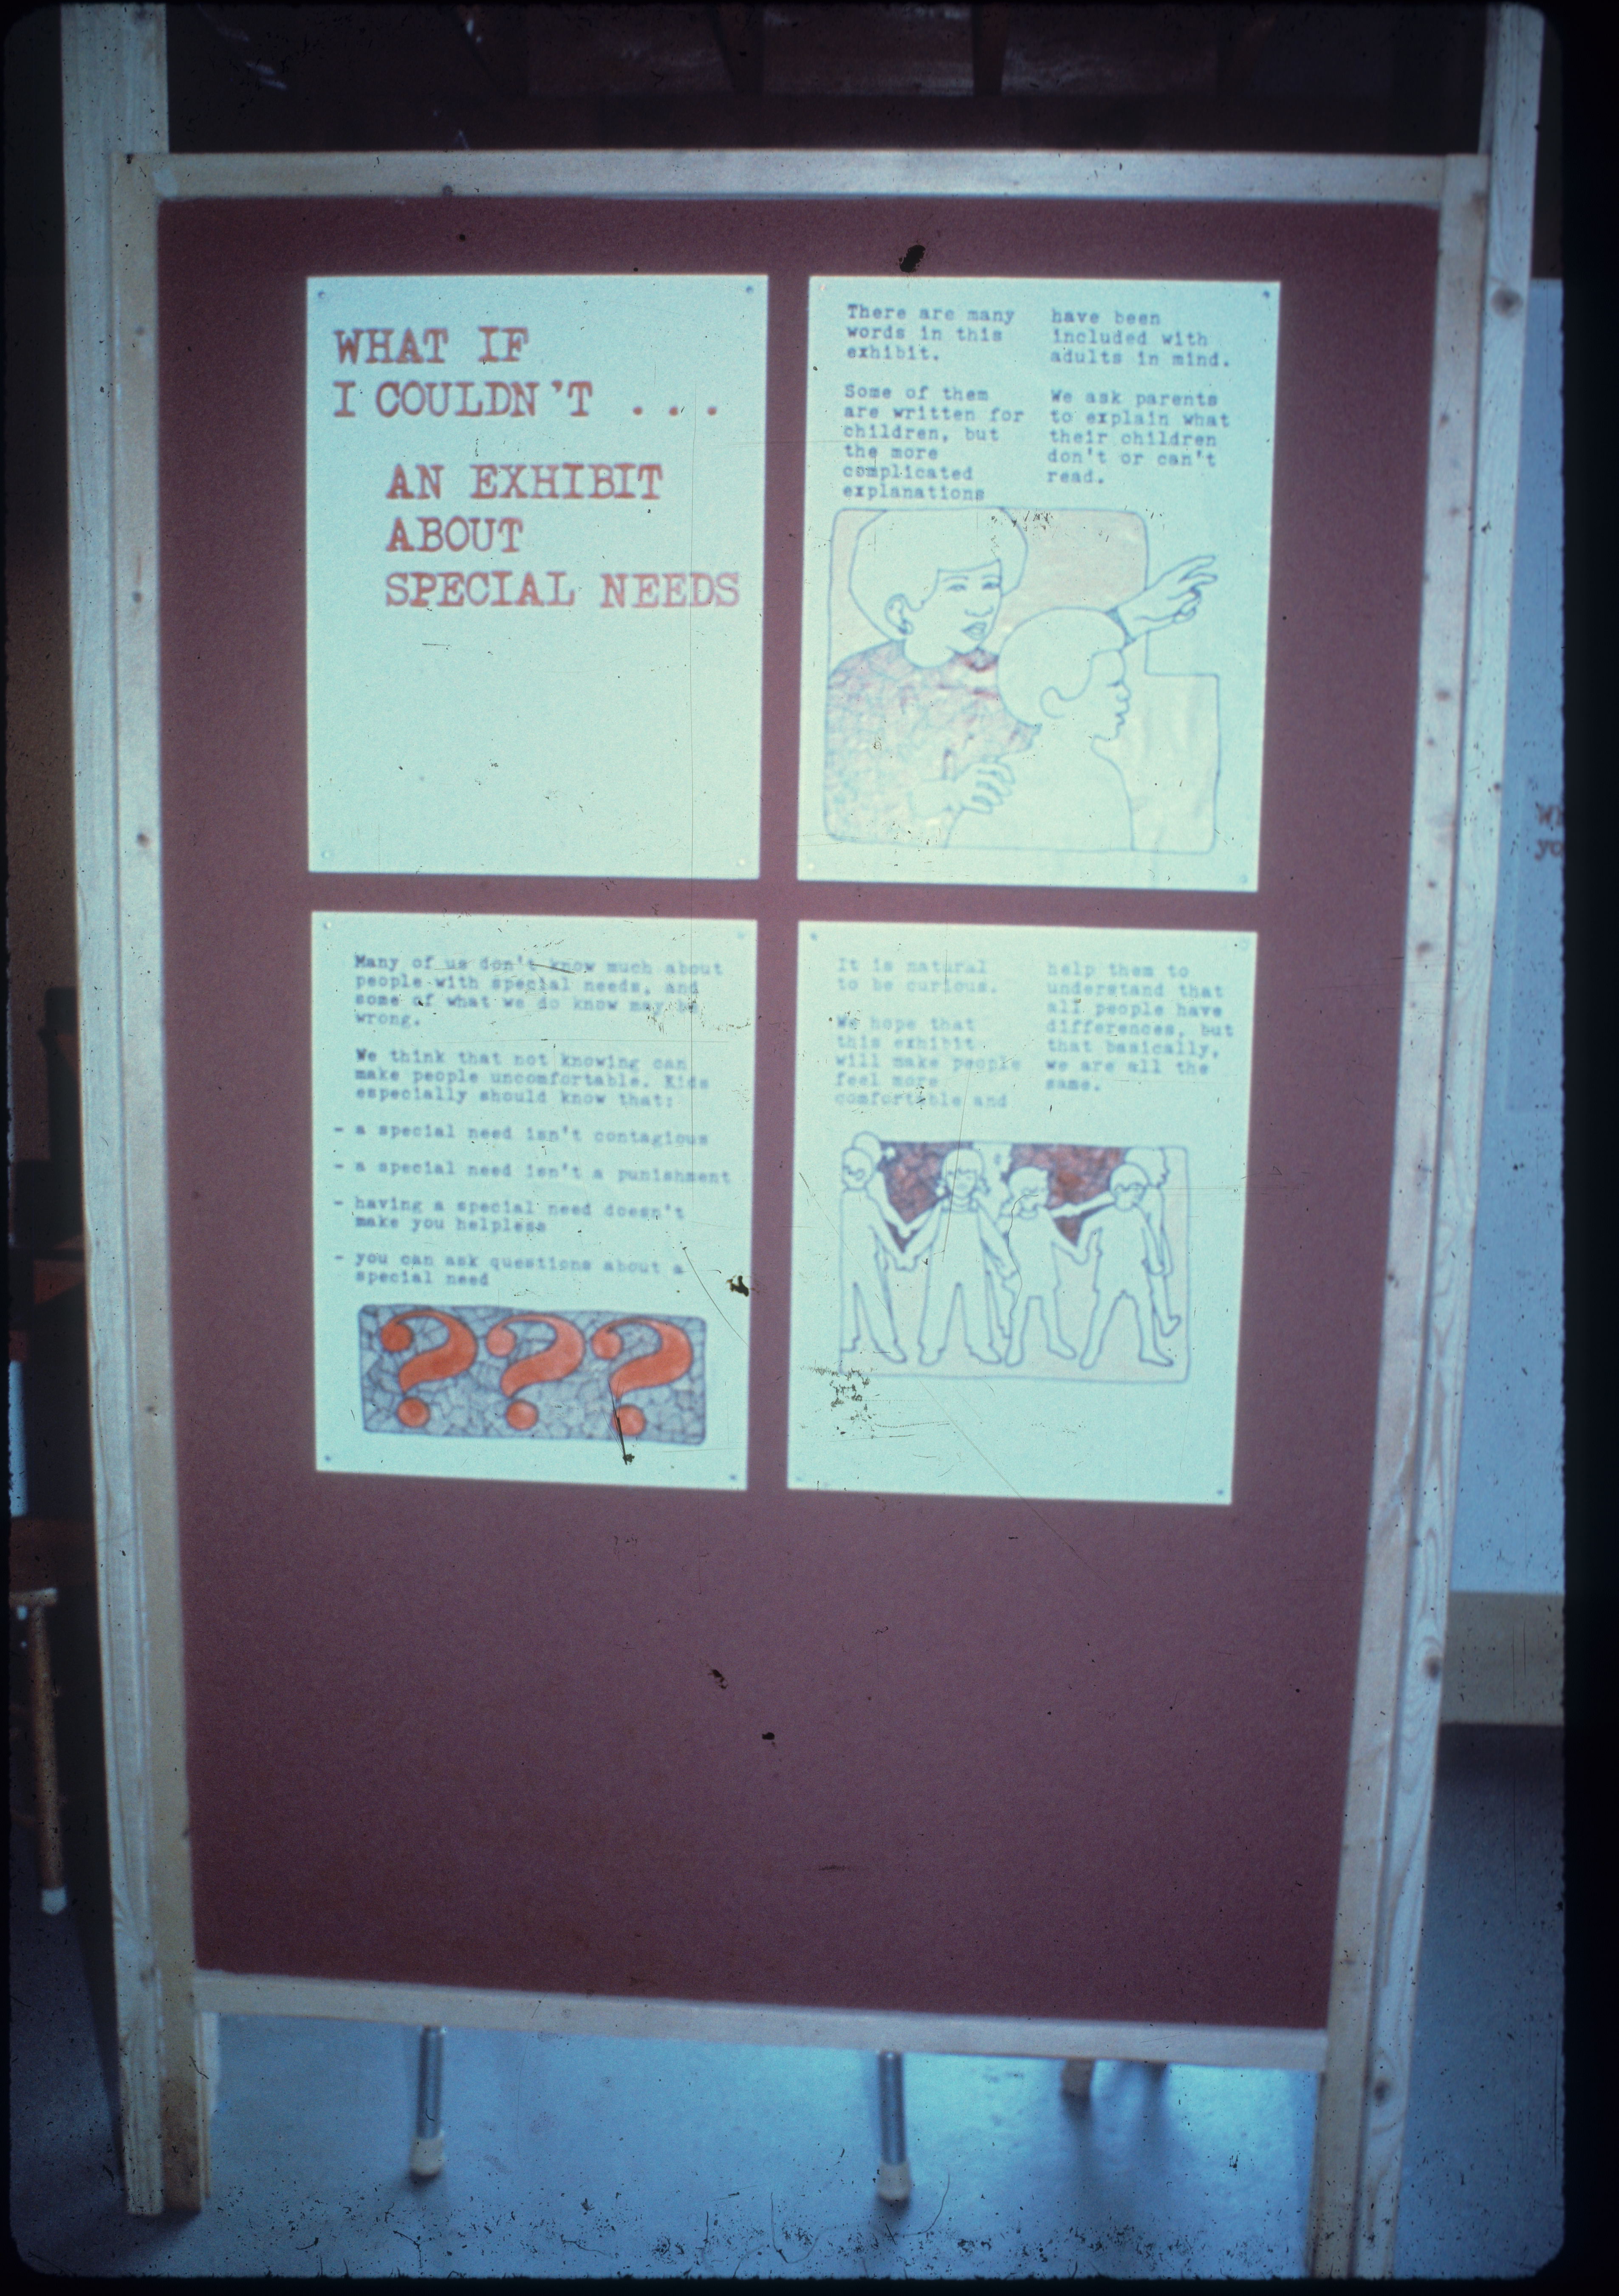 WHAT IF
I COULDN'T ...
AN EXHIBIT
ABOUT
SPECIAL NEEDS
There are many
words in this
exhibit.
Some of them
are written for
children, but
the more
complicated
explanations
have been
included with
adults in mind.
We ask parents
to explain what
their children
don't or can't
read.
Many of us don't know much about
people with special needs, and
some of what we do know may be
wrong.
We think that not knowing can
make people uncomfortable. Kids
especially should know that:
- a special need isn't contagious
- a special need isn't a punishment
- having a special need doesn't
make you helpless
- you can ask questions about a
special need
???
It is natural
to be curious.
We hope that
this exhibit
will make people
feel more
comfortable and
help them to
understand that
all people have
differences, but
that basically,
we are all the
same.